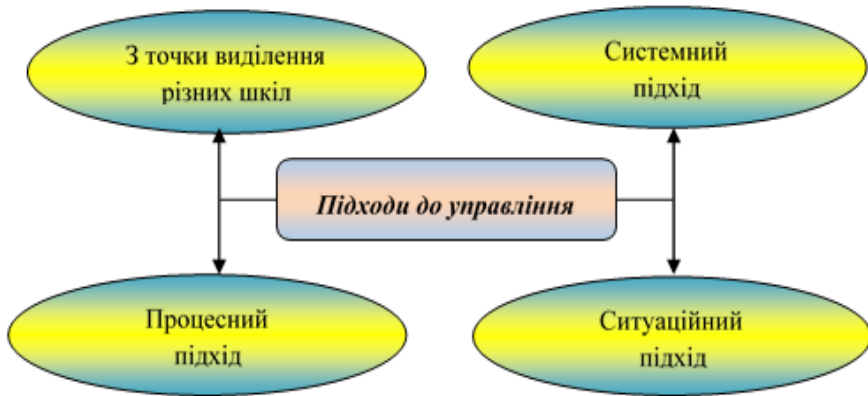 З точки виділення
різних шкіл
Системний
підхід
Підходи до управління
Процесний
підхід
Ситуаційний
підхід